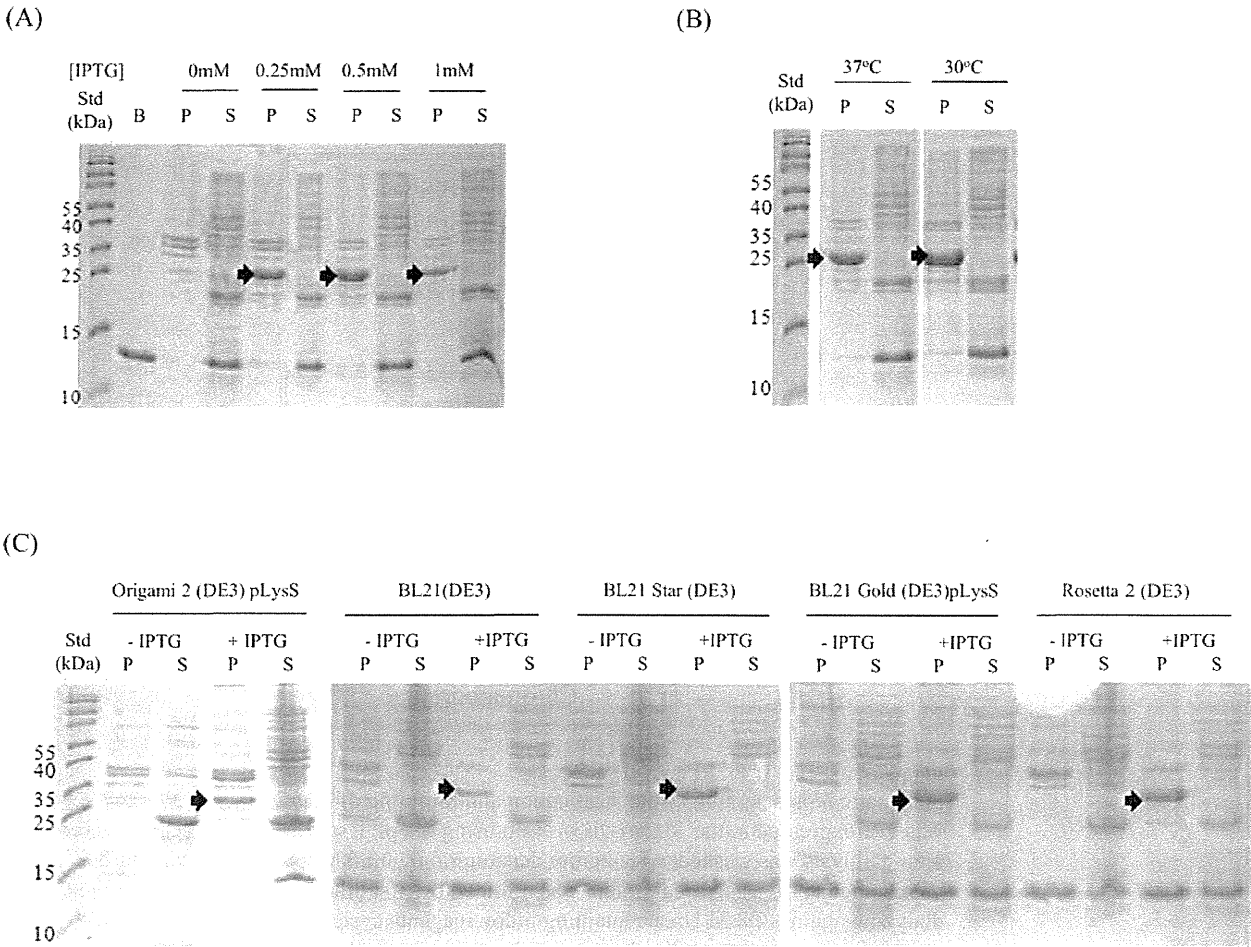 (A)
[IPTG] 0mM 0.25mM 0.5mM 1mM
Std
(kDa) B P S P S P S P S
55
40
35
25
15
10
(B)
37°C 30°C
Std
(kDa) P S P S
55
40
35
25
15
10
(C)
Origami 2 (DE3) pLysS BL21(DE3) BL21 Star (DE3) BL21 Gold (DE3)pLysS Rosetta 2 (DE3)
Std
(kDa) - IPTG + IPTG - IPTG +IPTG - IPTG +IPTG - IPTG +IPTG - IPTG +IPTG
P S P S P S P S P S P S P S P S P S P S
55
40
35
25
15
10